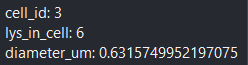 cell_id: 3
lys_in_cell: 6
diameter_um: 0.6315749952197075